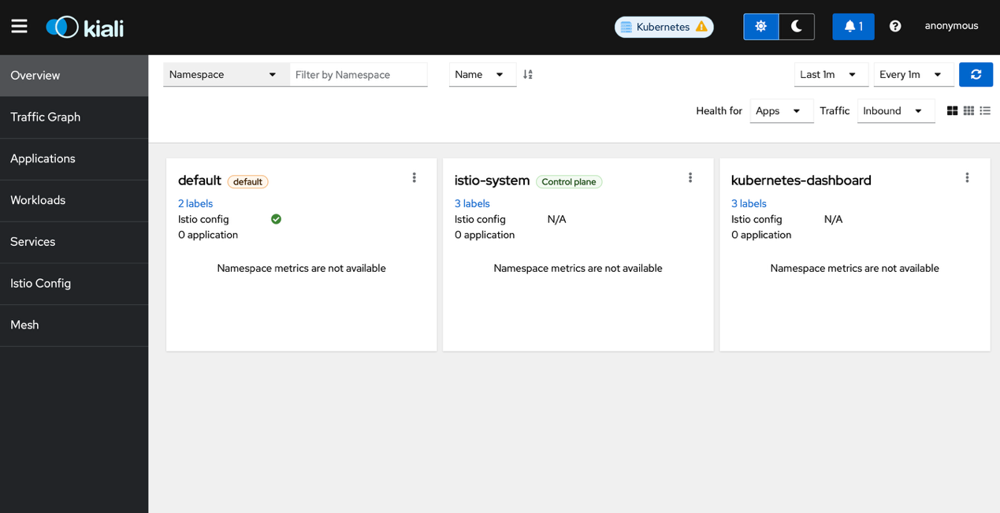 kiali
Kubernetes
1
anonymous
Overview
Traffic Graph
Applications
Workloads
Services
Istio Config
Mesh
Namespace Filter by Namespace Name Last 1m Every 1m
Health for Apps Traffic Inbound
default default
2 labels
Istio config
0 application
Namespace metrics are not available
istio-system Control plane
3 labels
Istio config N/A
0 application
Namespace metrics are not available
kubernetes-dashboard
3 labels
Istio config N/A
0 application
Namespace metrics are not available